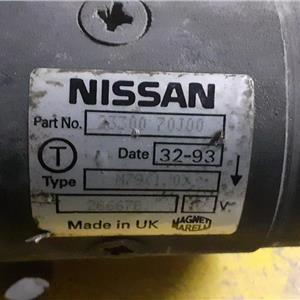 NISSAN
Part No. 23300 70J00
T Date 32-93
Type
V.
Made in UK MAGNETI MARELLI